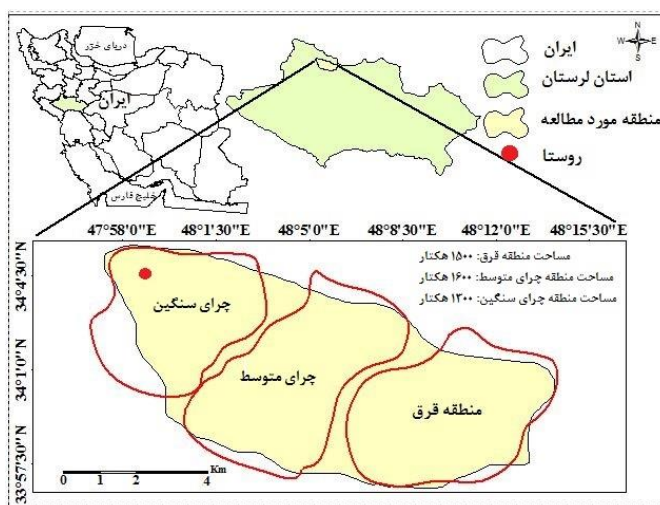 دریای خزر
ایران
خلیج فارس
N
W E
S
ایران
استان لرستان
منطقه مورد مطالعه
روستا
47°58'0"E 48°1'30"E 48°5'0"E 48°8'30"E 48°12'0"E 48°15'30"E
34°4'30"N
34°1'0"N
33°57'30"N
مساحت منطقه قرق: ۱۵۰۰ هکتار
مساحت منطقه چرای متوسط: ۱۶۰۰ هکتار
مساحت منطقه چرای سنگین: ۱۳۰۰ هکتار
چرای سنگین
چرای متوسط
منطقه قرق
Km
0 1 2 4